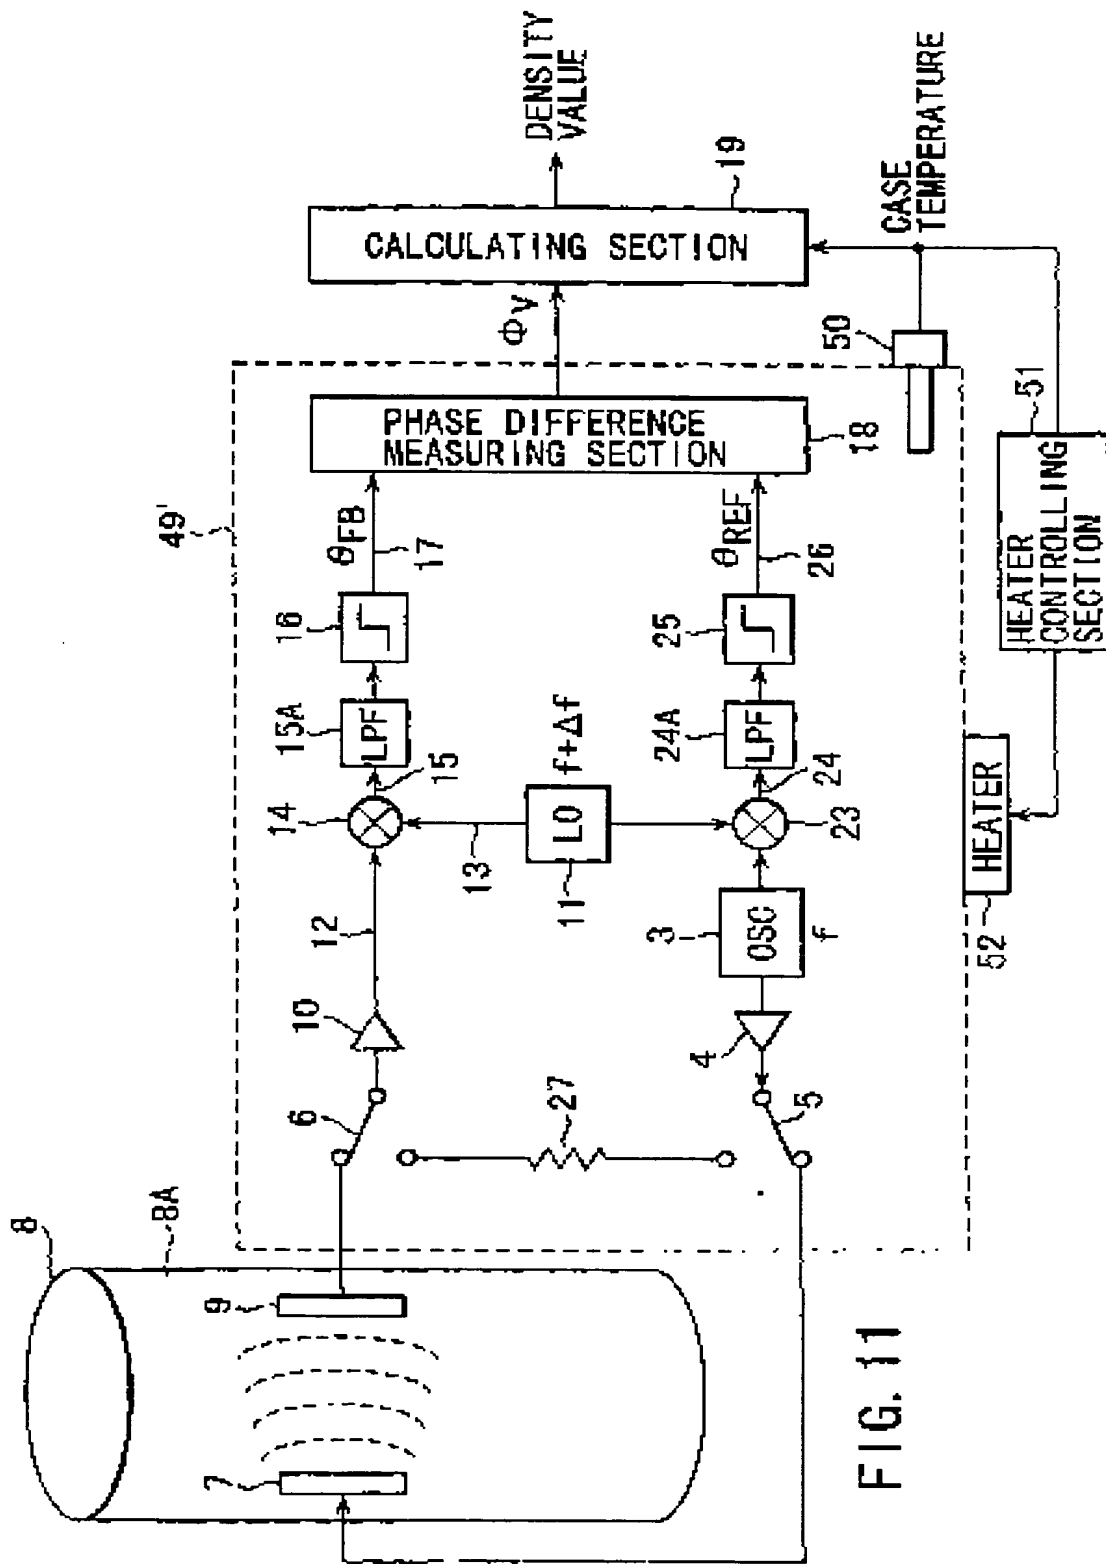 8
8A
9
7
49'
6
10
12
14
15
15A
LPF
16
θFB
17
13
LO
11
f+Δf
27
5
4
3
OSC
f
23
24
24A
LPF
25
θREF
26
PHASE DIFFERENCE
MEASURING SECTION
18
ΦV
CALCULATING SECTION
19
DENSITY
VALUE
50
CASE
TEMPERATURE
HEATER
52
HEATER
CONTROLLING
SECTION
51
FIG. 11